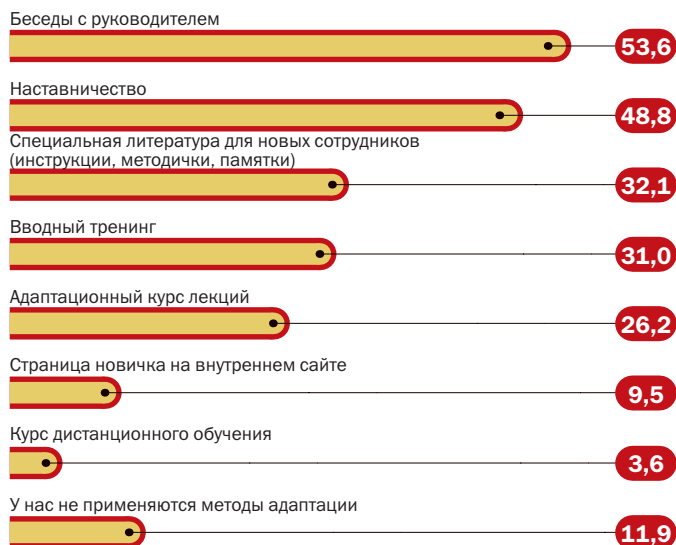 Беседы с руководителем
53,6
Наставничество
48,8
Специальная литература для новых сотрудников
(инструкции, методички, памятки)
32,1
Вводный тренинг
31,0
Адаптационный курс лекций
26,2
Страница новичка на внутреннем сайте
9,5
Курс дистанционного обучения
3,6
У нас не применяются методы адаптации
11,9